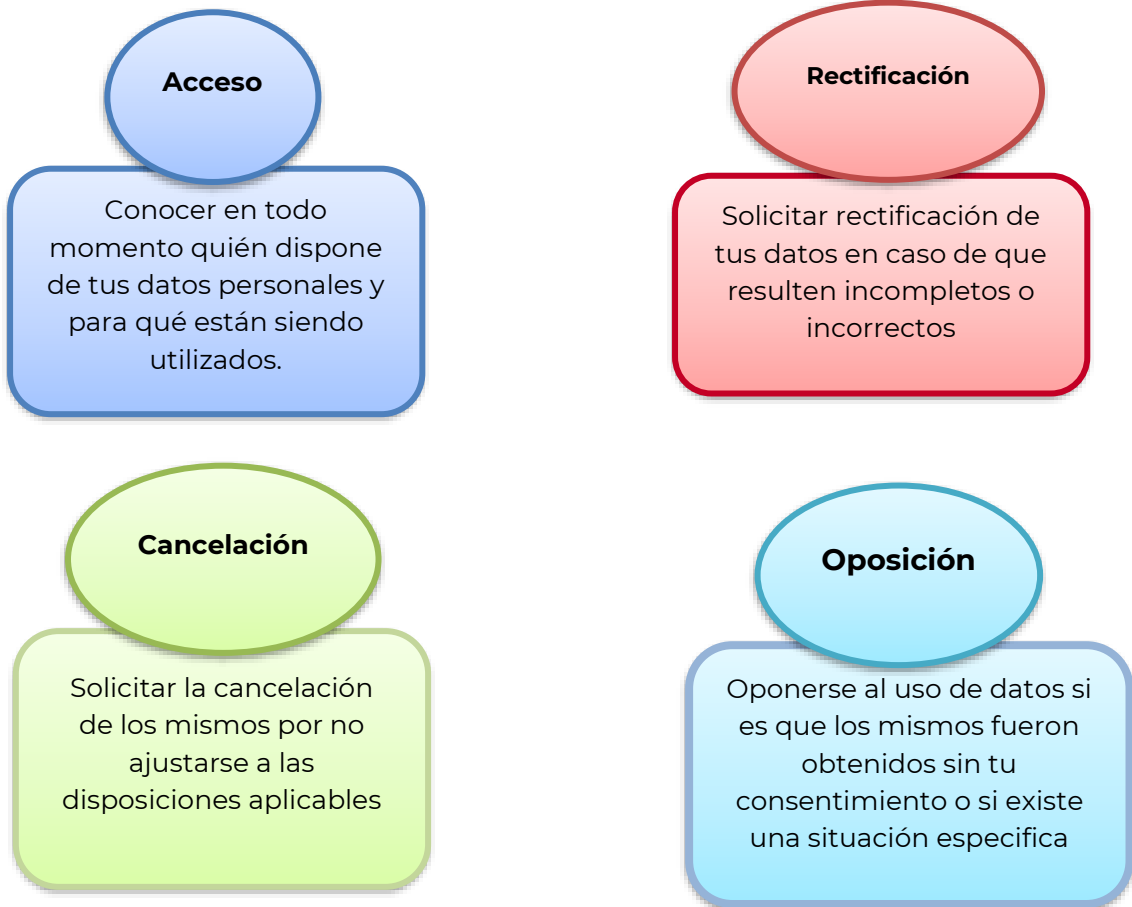 Acceso
Conocer en todo
momento quién dispone
de tus datos personales y
para qué están siendo
utilizados.
Rectificación
Solicitar rectificación de
tus datos en caso de que
resulten incompletos o
incorrectos
Cancelación
Solicitar la cancelación
de los mismos por no
ajustarse a las
disposiciones aplicables
Oposición
Oponerse al uso de datos si
es que los mismos fueron
obtenidos sin tu
consentimiento o si existe
una situación especifica